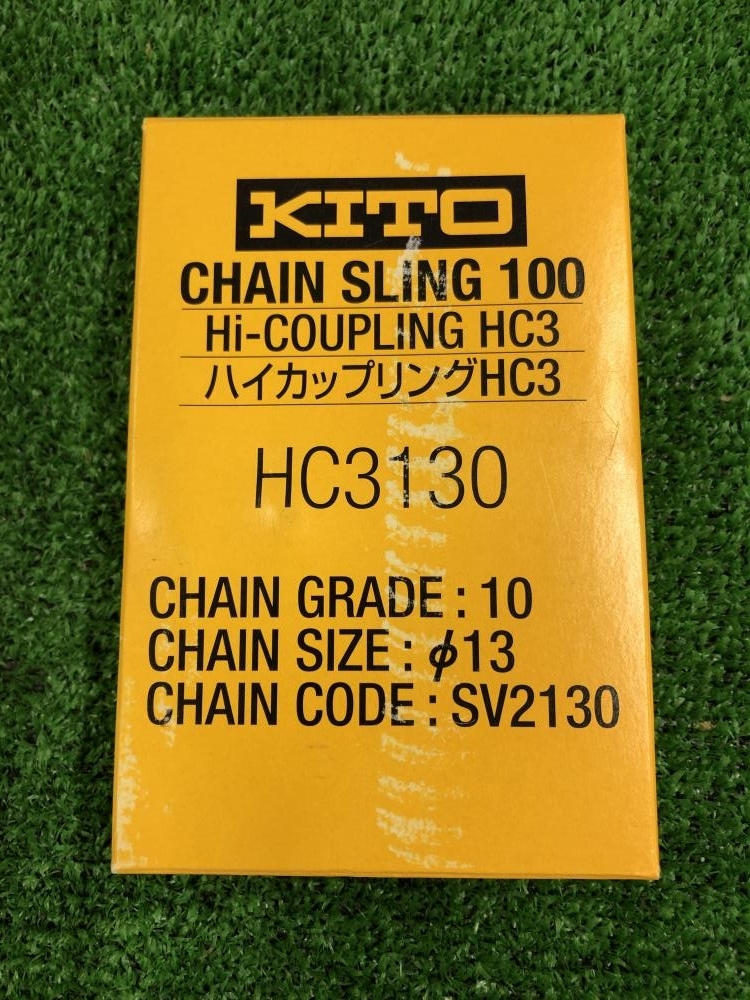 KITO
CHAIN SLING 100
Hi-COUPLING HC3
ハイカップリングHC3
HC3130
CHAIN GRADE : 10
CHAIN SIZE : φ13
CHAIN CODE : SV2130